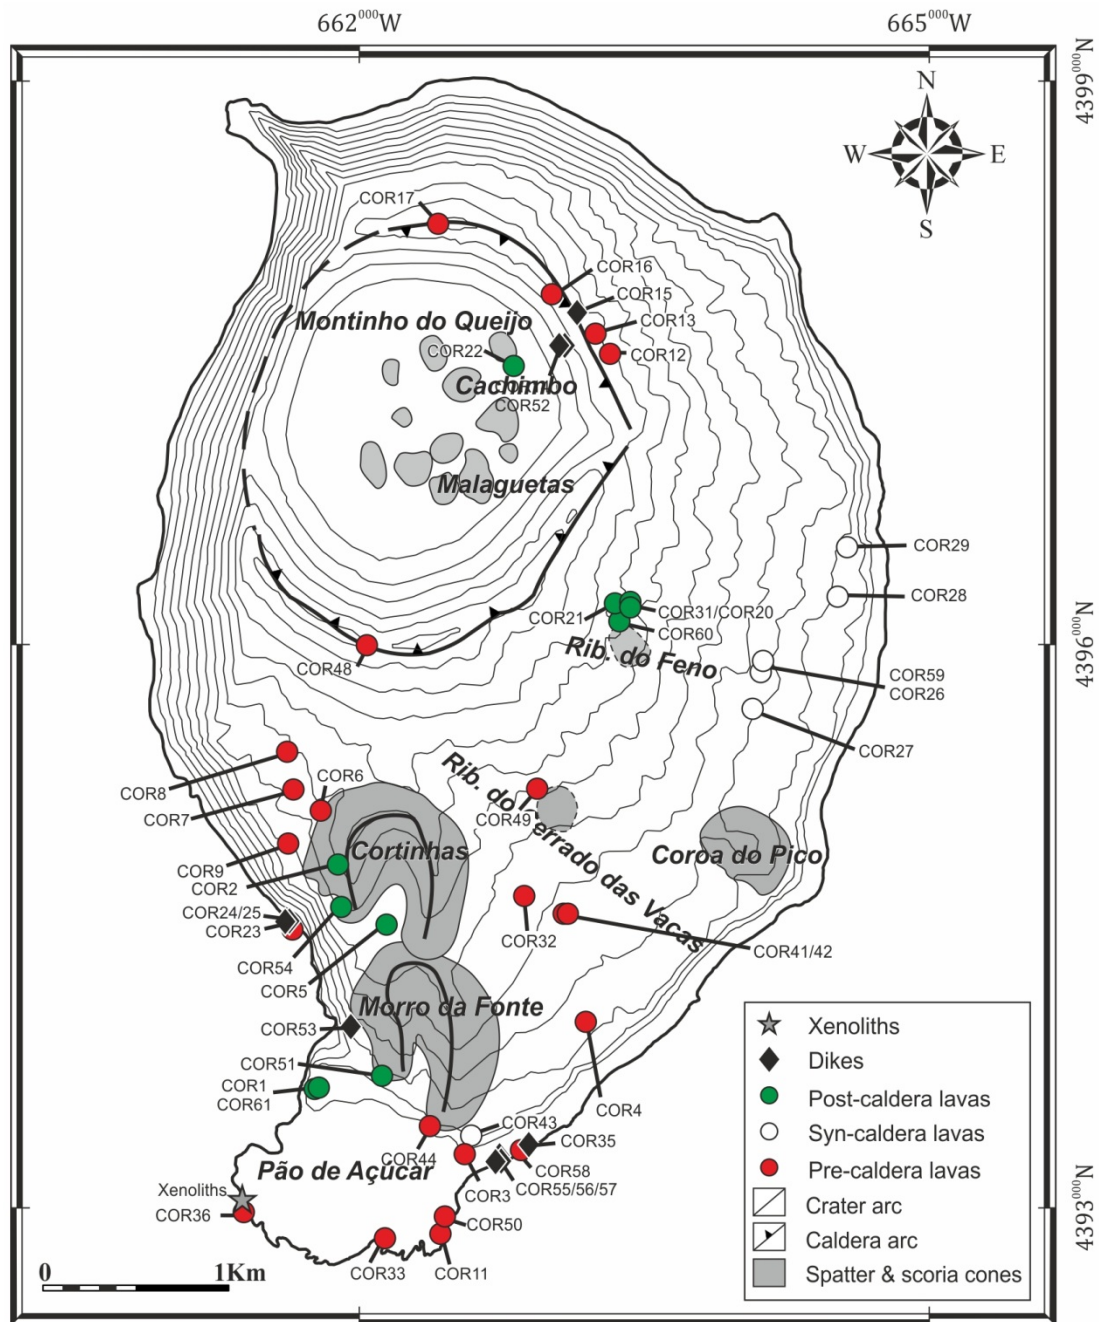 662⁰⁰⁰W
665⁰⁰⁰W
4399⁰⁰⁰N
N
W
E
S
COR17
COR16
COR15
COR13
Montinho do Queijo
COR22
COR12
Cachimbo
COR52
Malaguetas
COR29
COR28
COR21
COR31/COR20
COR60
4396⁰⁰⁰N
Rib. do Feno
COR48
COR59
COR26
COR27
COR8
COR6
COR7
COR49
Rib. do Cerrado das Vacas
COR9
Cortinhas
Coroa do Pico
COR2
COR24/25
COR23
COR32
COR41/42
COR54
COR5
Morro da Fonte
COR53
COR51
COR1
COR61
COR4
COR43
COR44
COR35
COR58
COR3
COR55/56/57
Pão de Açúcar
Xenoliths
COR36
COR50
COR33
COR11
4393⁰⁰⁰N
0
1Km
Xenoliths
Dikes
Post-caldera lavas
Syn-caldera lavas
Pre-caldera lavas
Crater arc
Caldera arc
Spatter & scoria cones